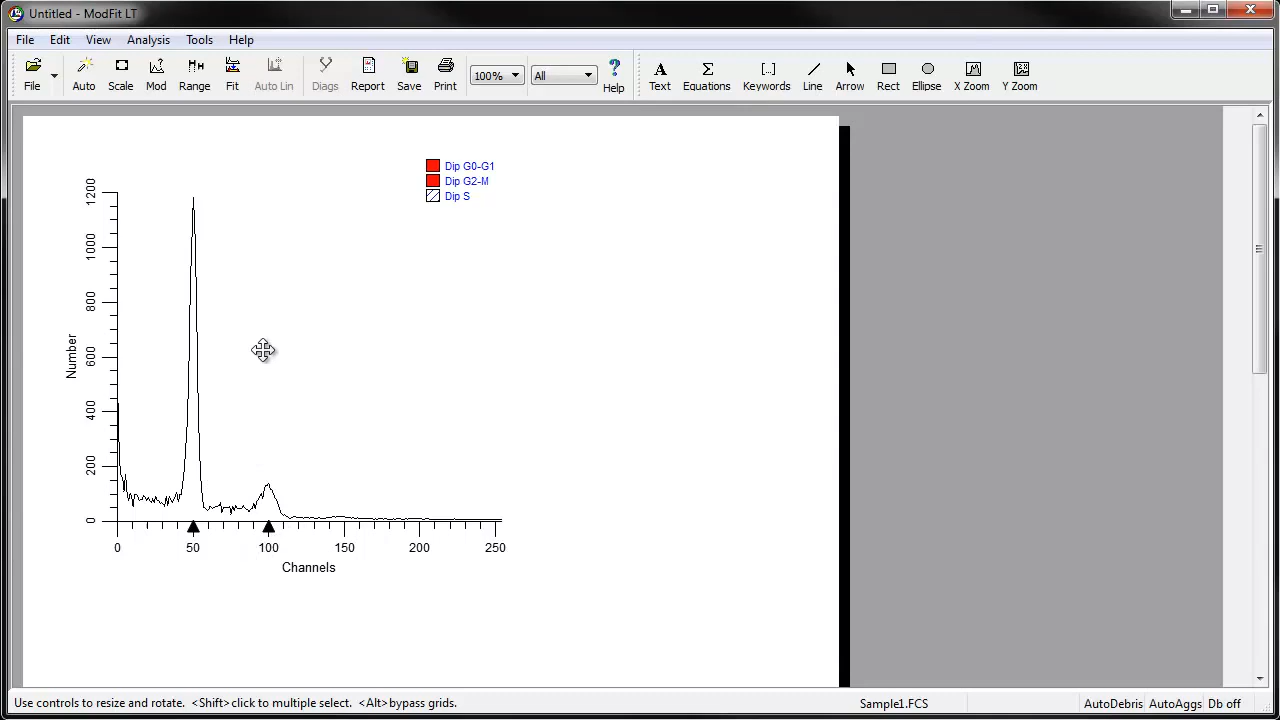 Untitled - ModFit LT
File Edit View Analysis Tools Help
File Auto Scale Mod Range Fit Auto Lin Diags Report Save Print 100% All Help Text Equations Keywords Line Arrow Rect Ellipse X Zoom Y Zoom
Dip G0-G1
Dip G2-M
Dip S
1200
1000
800
600
400
200
0
Number
0 50 100 150 200 250
Channels
Use controls to resize and rotate. <Shift>click to multiple select. <Alt>bypass grids. Sample1.FCS AutoDebris AutoAggs Db off